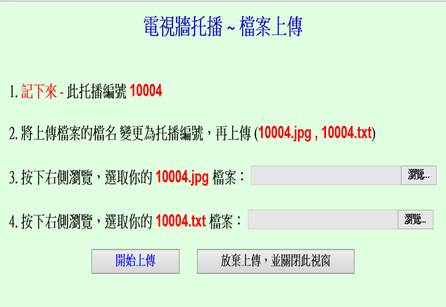 電視牆托播 ~ 檔案上傳
1. 記下來 - 此托播編號 10004
2. 將上傳檔案的檔名 變更為托播編號，再上傳 (10004.jpg , 10004.txt)
3. 按下右側瀏覽，選取你的 10004.jpg 檔案： 瀏覽...
4. 按下右側瀏覽，選取你的 10004.txt 檔案： 瀏覽...
開始上傳 放棄上傳，並關閉此視窗